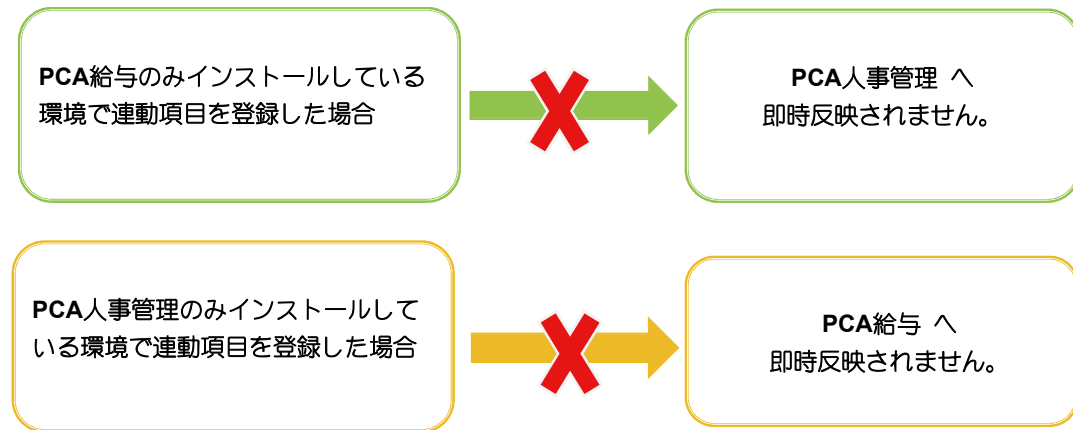 PCA給与のみインストールしている
環境で連動項目を登録した場合
PCA人事管理 へ
即時反映されません。
PCA人事管理のみインストールして
いる環境で連動項目を登録した場合
PCA給与 へ
即時反映されません。